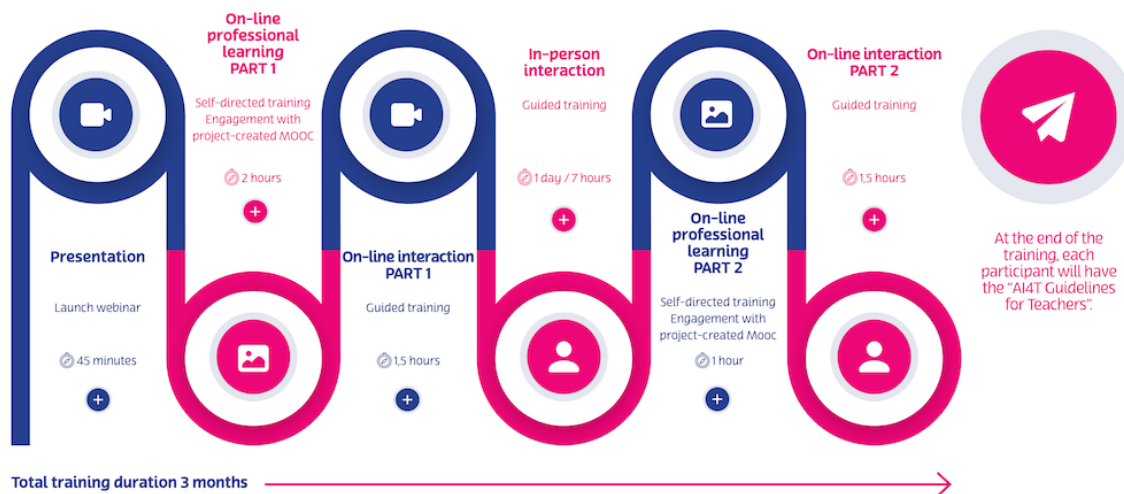 Presentation
Launch webinar
45 minutes
On-line
professional
learning
PART 1
Self-directed training
Engagement with
project-created MOOC
2 hours
On-line interaction
PART 1
Guided training
1,5 hours
In-person
interaction
Guided training
1 day / 7 hours
On-line
professional
learning
PART 2
Self-directed training
Engagement with
project-created Mooc
1 hour
On-line interaction
PART 2
Guided training
1,5 hours
At the end of the
training, each
participant will have
the "AI4T Guidelines
for Teachers".
Total training duration 3 months